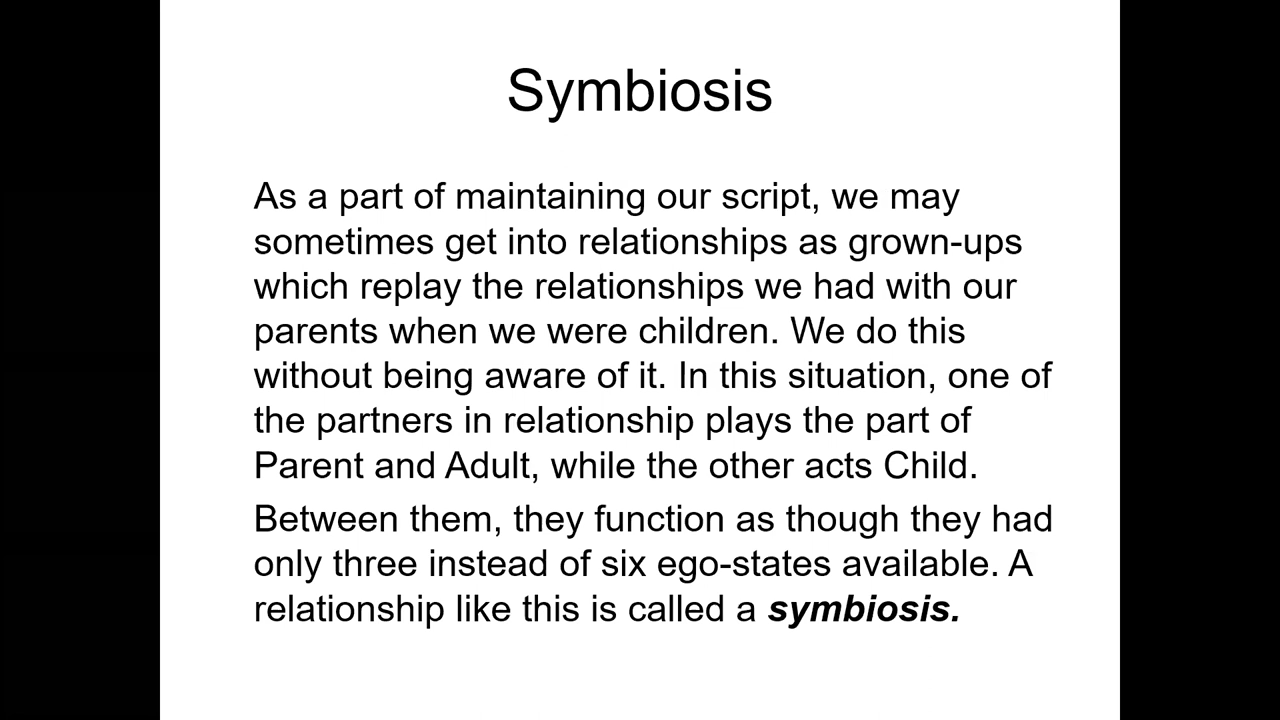 Symbiosis
As a part of maintaining our script, we may
sometimes get into relationships as grown-ups
which replay the relationships we had with our
parents when we were children. We do this
without being aware of it. In this situation, one of
the partners in relationship plays the part of
Parent and Adult, while the other acts Child.
Between them, they function as though they had
only three instead of six ego-states available. A
relationship like this is called a symbiosis.